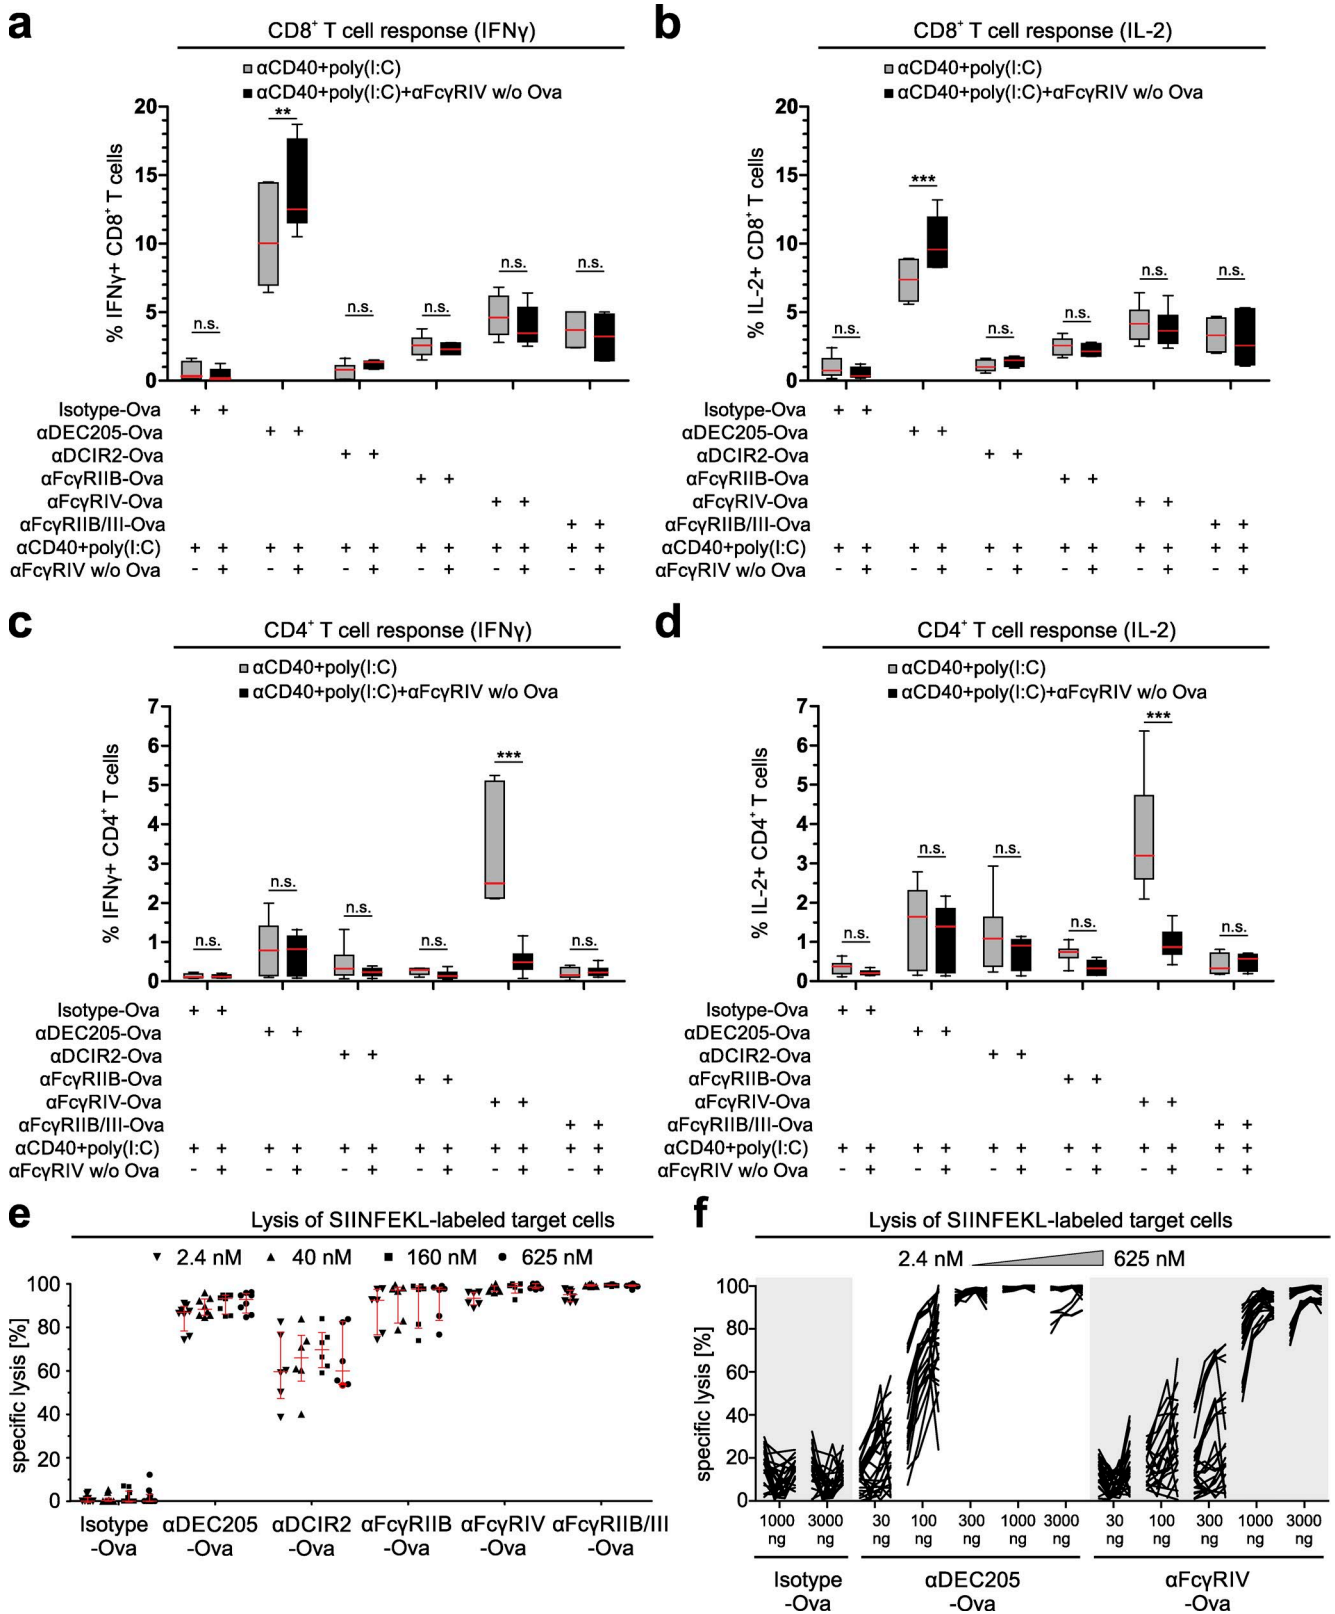 a
CD8⁺ T cell response (IFNγ)
αCD40+poly(I:C)
αCD40+poly(I:C)+αFcγRIV w/o Ova
% IFNγ+ CD8⁺ T cells
20
15
10
5
0
n.s.
**
n.s.
n.s.
n.s.
n.s.
Isotype-Ova + +
αDEC205-Ova + +
αDCIR2-Ova + +
αFcγRIIB-Ova + +
αFcγRIV-Ova + +
αFcγRIIB/III-Ova + +
αCD40+poly(I:C) + + + + + + + + + + + +
αFcγRIV w/o Ova - + - + - + - + - + - +
b
CD8⁺ T cell response (IL-2)
αCD40+poly(I:C)
αCD40+poly(I:C)+αFcγRIV w/o Ova
% IL-2+ CD8⁺ T cells
20
15
10
5
0
n.s.
***
n.s.
n.s.
n.s.
n.s.
Isotype-Ova + +
αDEC205-Ova + +
αDCIR2-Ova + +
αFcγRIIB-Ova + +
αFcγRIV-Ova + +
αFcγRIIB/III-Ova + +
αCD40+poly(I:C) + + + + + + + + + + + +
αFcγRIV w/o Ova - + - + - + - + - + - +
c
CD4⁺ T cell response (IFNγ)
αCD40+poly(I:C)
αCD40+poly(I:C)+αFcγRIV w/o Ova
% IFNγ+ CD4⁺ T cells
7
6
5
4
3
2
1
0
n.s.
n.s.
n.s.
n.s.
***
n.s.
Isotype-Ova + +
αDEC205-Ova + +
αDCIR2-Ova + +
αFcγRIIB-Ova + +
αFcγRIV-Ova + +
αFcγRIIB/III-Ova + +
αCD40+poly(I:C) + + + + + + + + + + + +
αFcγRIV w/o Ova - + - + - + - + - + - +
d
CD4⁺ T cell response (IL-2)
αCD40+poly(I:C)
αCD40+poly(I:C)+αFcγRIV w/o Ova
% IL-2+ CD4⁺ T cells
7
6
5
4
3
2
1
0
n.s.
n.s.
n.s.
n.s.
***
n.s.
Isotype-Ova + +
αDEC205-Ova + +
αDCIR2-Ova + +
αFcγRIIB-Ova + +
αFcγRIV-Ova + +
αFcγRIIB/III-Ova + +
αCD40+poly(I:C) + + + + + + + + + + + +
αFcγRIV w/o Ova - + - + - + - + - + - +
e
Lysis of SIINFEKL-labeled target cells
2.4 nM 40 nM 160 nM 625 nM
specific lysis [%]
100
80
60
40
20
0
Isotype αDEC205 αDCIR2 αFcγRIIB αFcγRIV αFcγRIIB/III
-Ova -Ova -Ova -Ova -Ova -Ova
f
Lysis of SIINFEKL-labeled target cells
2.4 nM 625 nM
specific lysis [%]
100
80
60
40
20
0
1000 3000 30 100 300 1000 3000 30 100 300 1000 3000
ng ng ng ng ng ng ng ng ng ng ng ng
Isotype αDEC205 αFcγRIV
-Ova -Ova -Ova